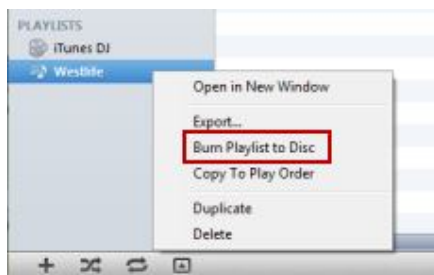 PLAYLISTS
iTunes DJ
Westlife
Open in New Window
Export...
Burn Playlist to Disc
Copy To Play Order
Duplicate
Delete